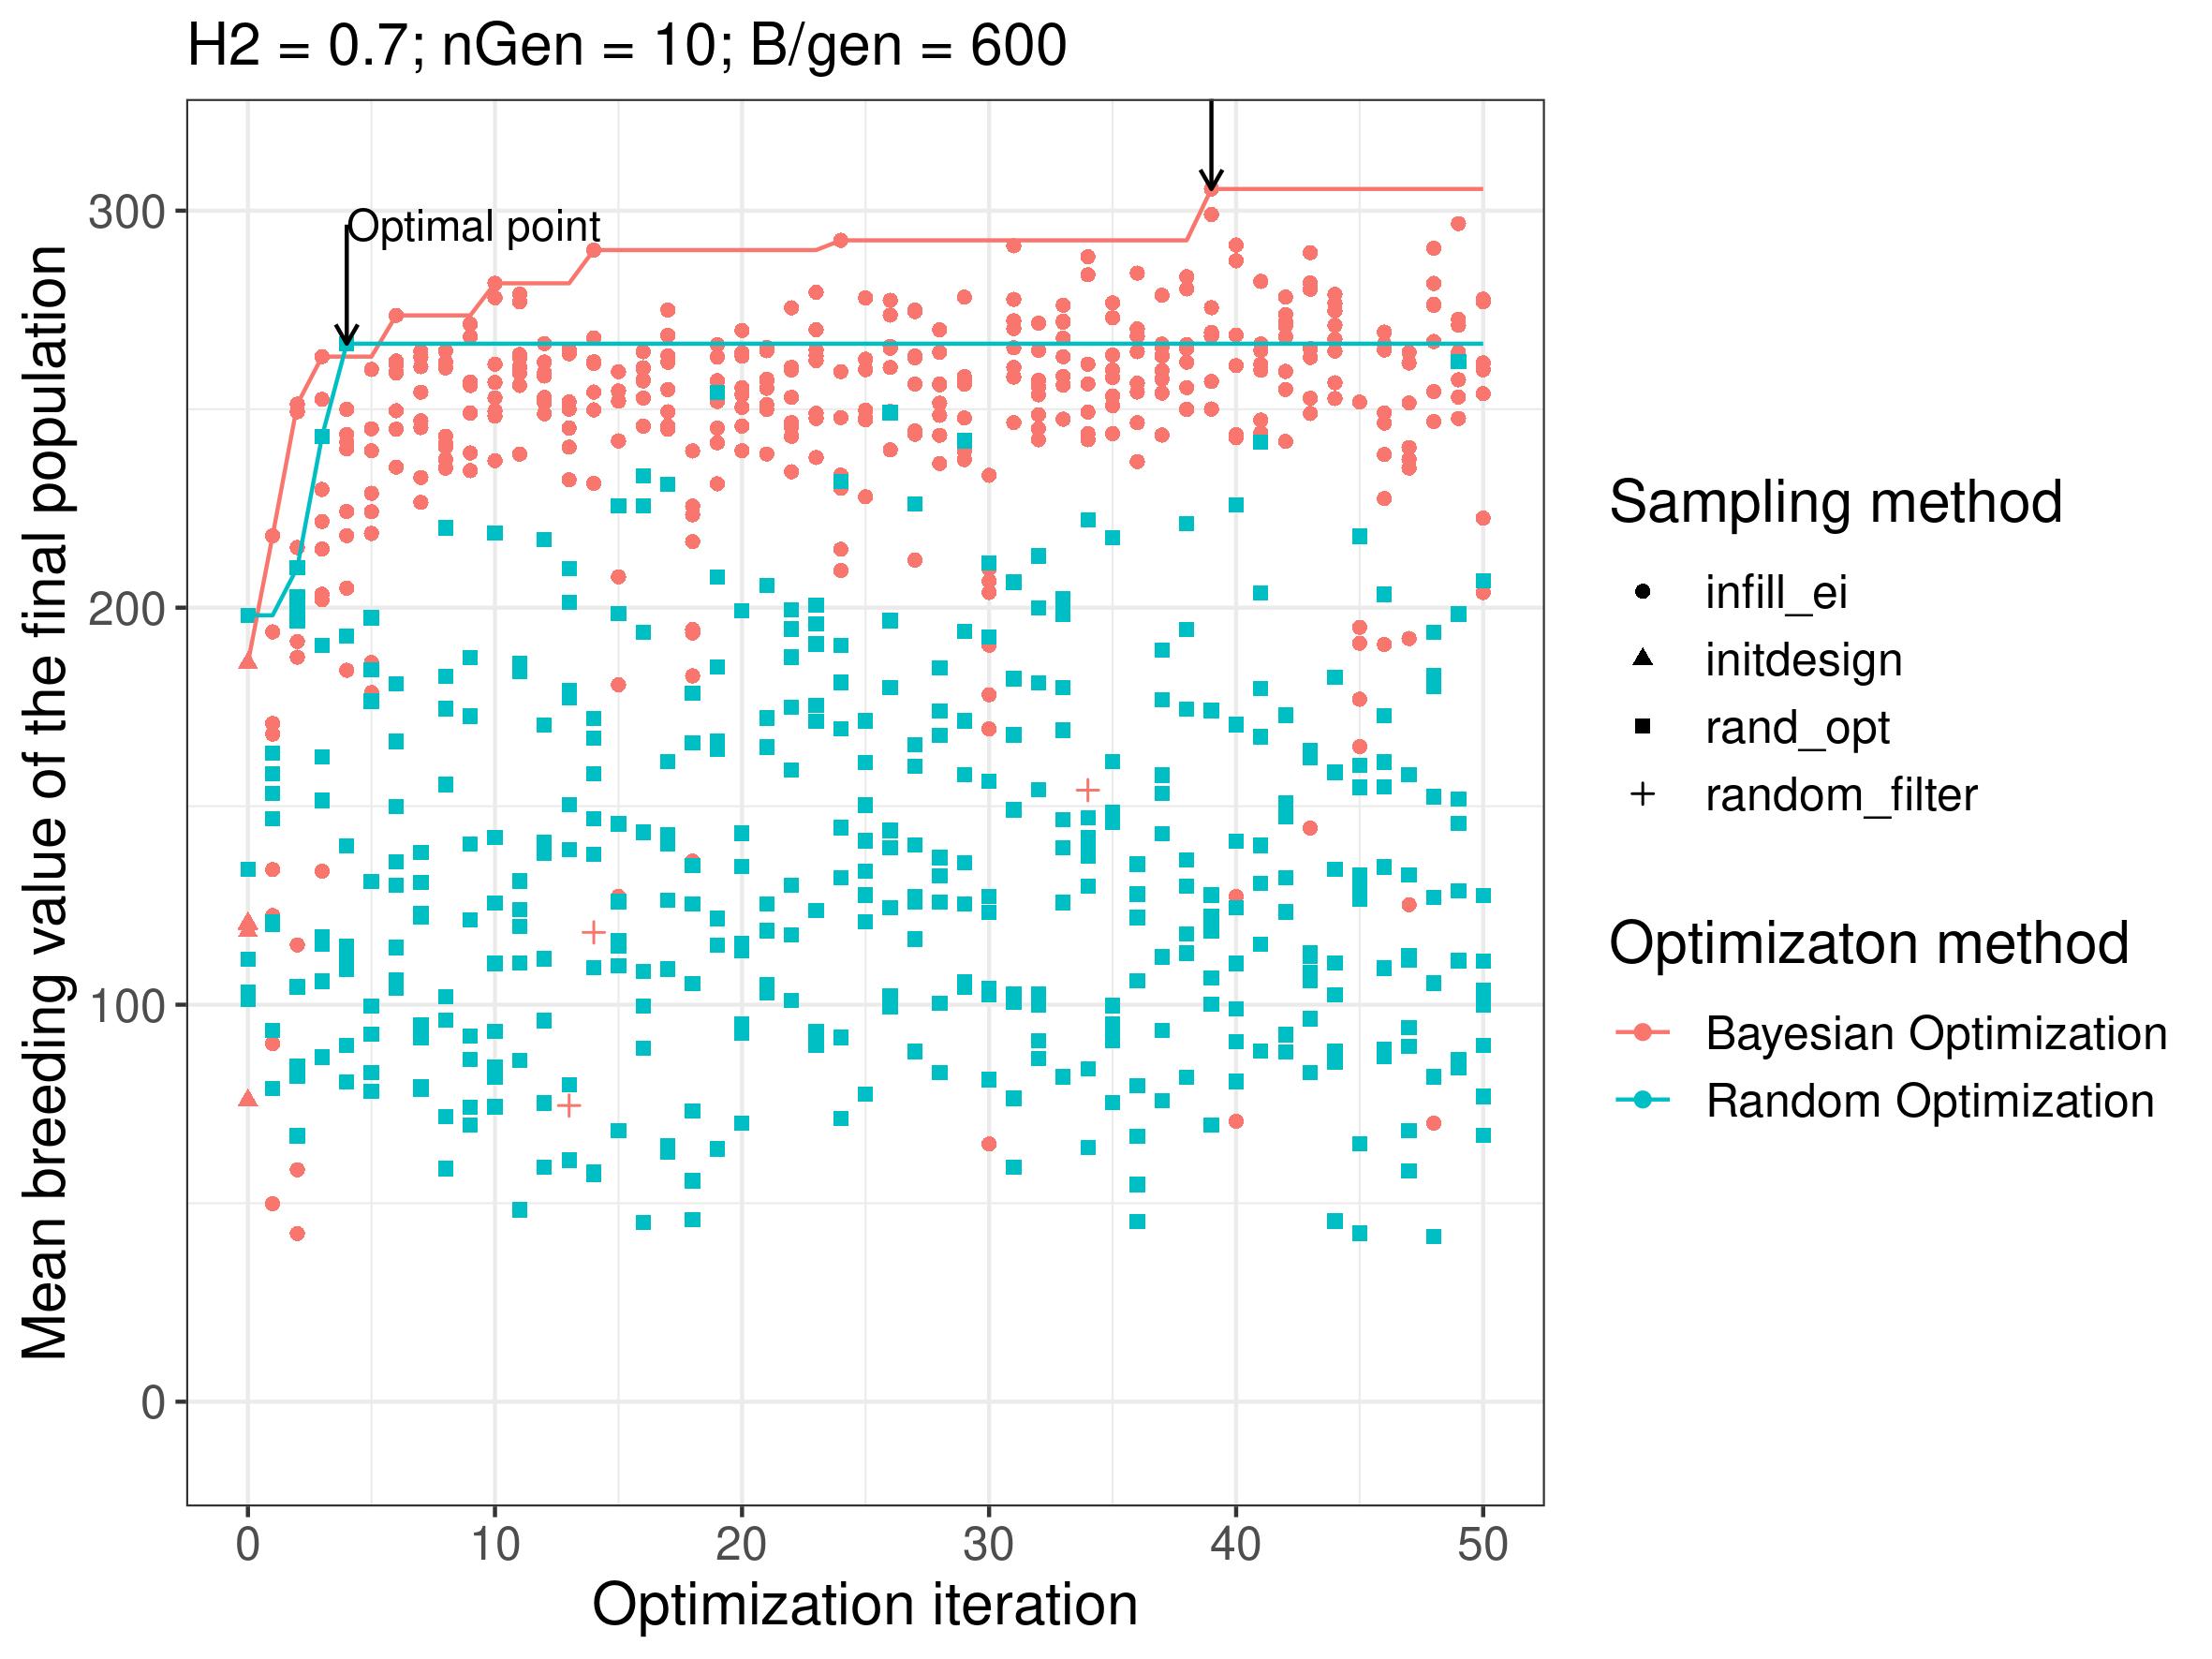 H2 = 0.7; nGen = 10; B/gen = 600
Mean breeding value of the final population
300
200
100
0
Optimal point
0 10 20 30 40 50
Optimization iteration
Sampling method
infill_ei
initdesign
rand_opt
random_filter
Optimizaton method
Bayesian Optimization
Random Optimization